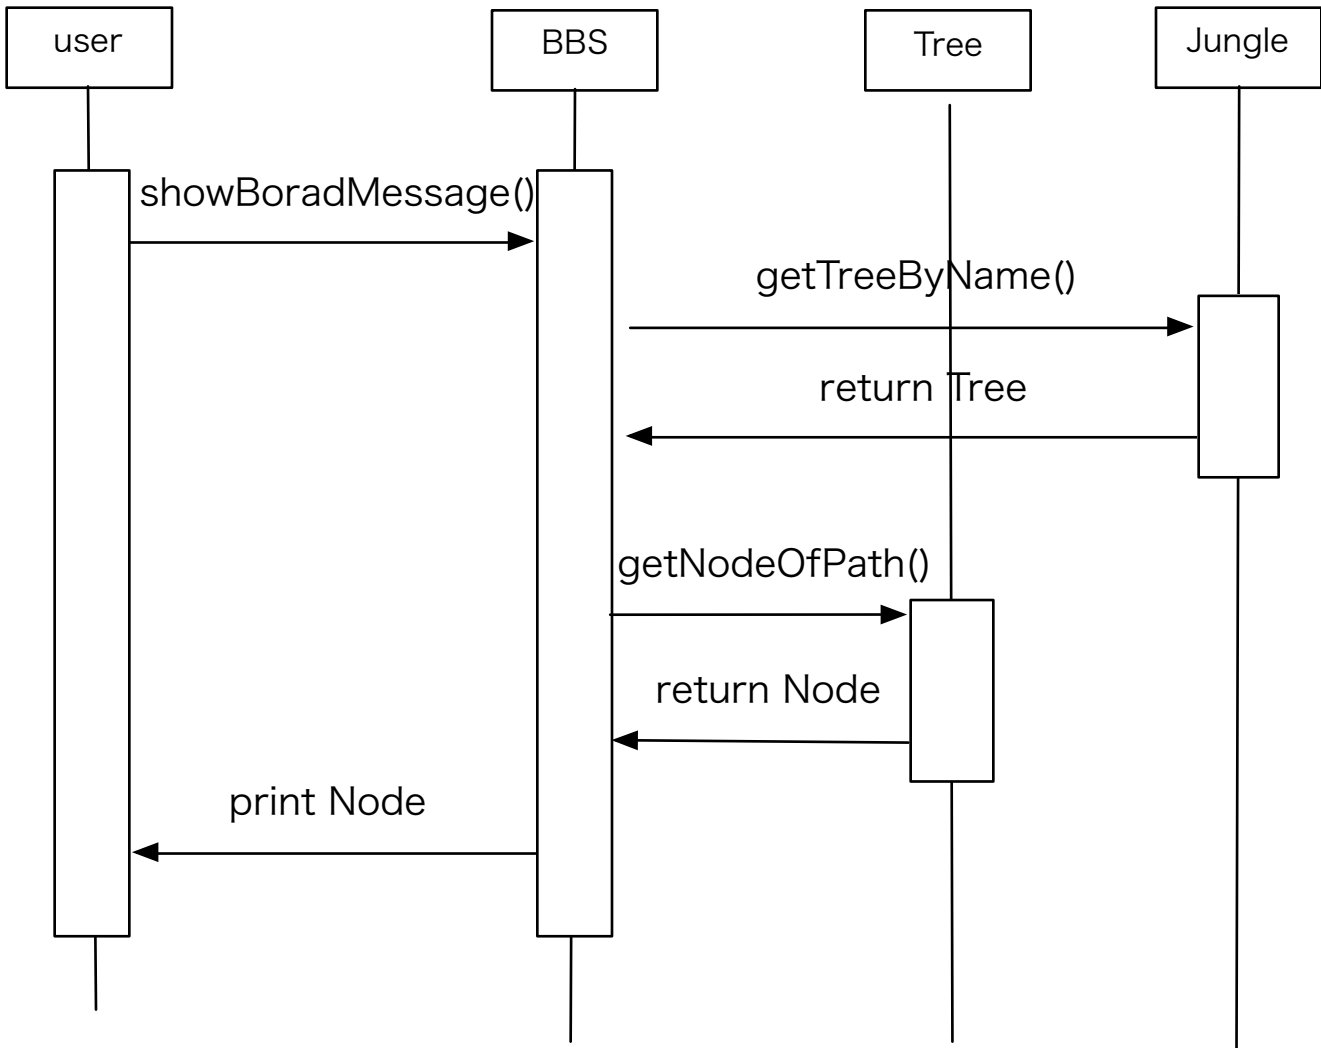 user
BBS
Tree
Jungle
showBoradMessage()
getTreeByName()
return Tree
getNodeOfPath()
return Node
print Node